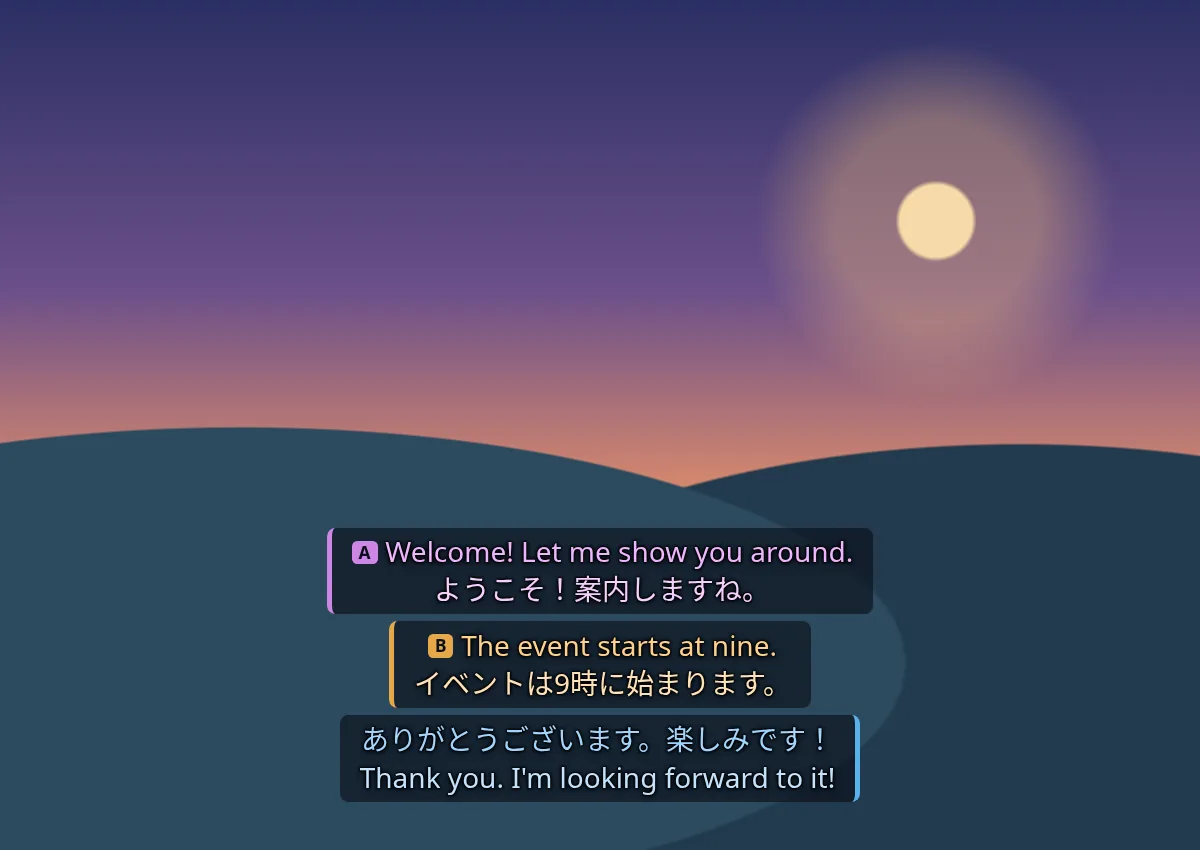 A Welcome! Let me show you around.
ようこそ！案内しますね。
B The event starts at nine.
イベントは9時に始まります。
ありがとうございます。楽しみです！
Thank you. I'm looking forward to it!